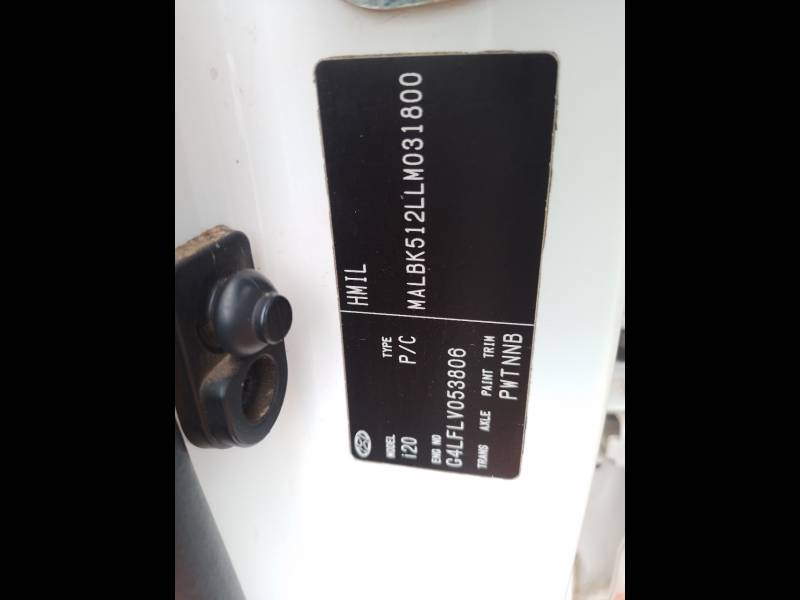 HMIL
MODEL TYPE
i20 P/C MALBK512LLM031800
ENG NO
G4LFLV053806
TRANS AXLE PAINT TRIM
PWTNNB